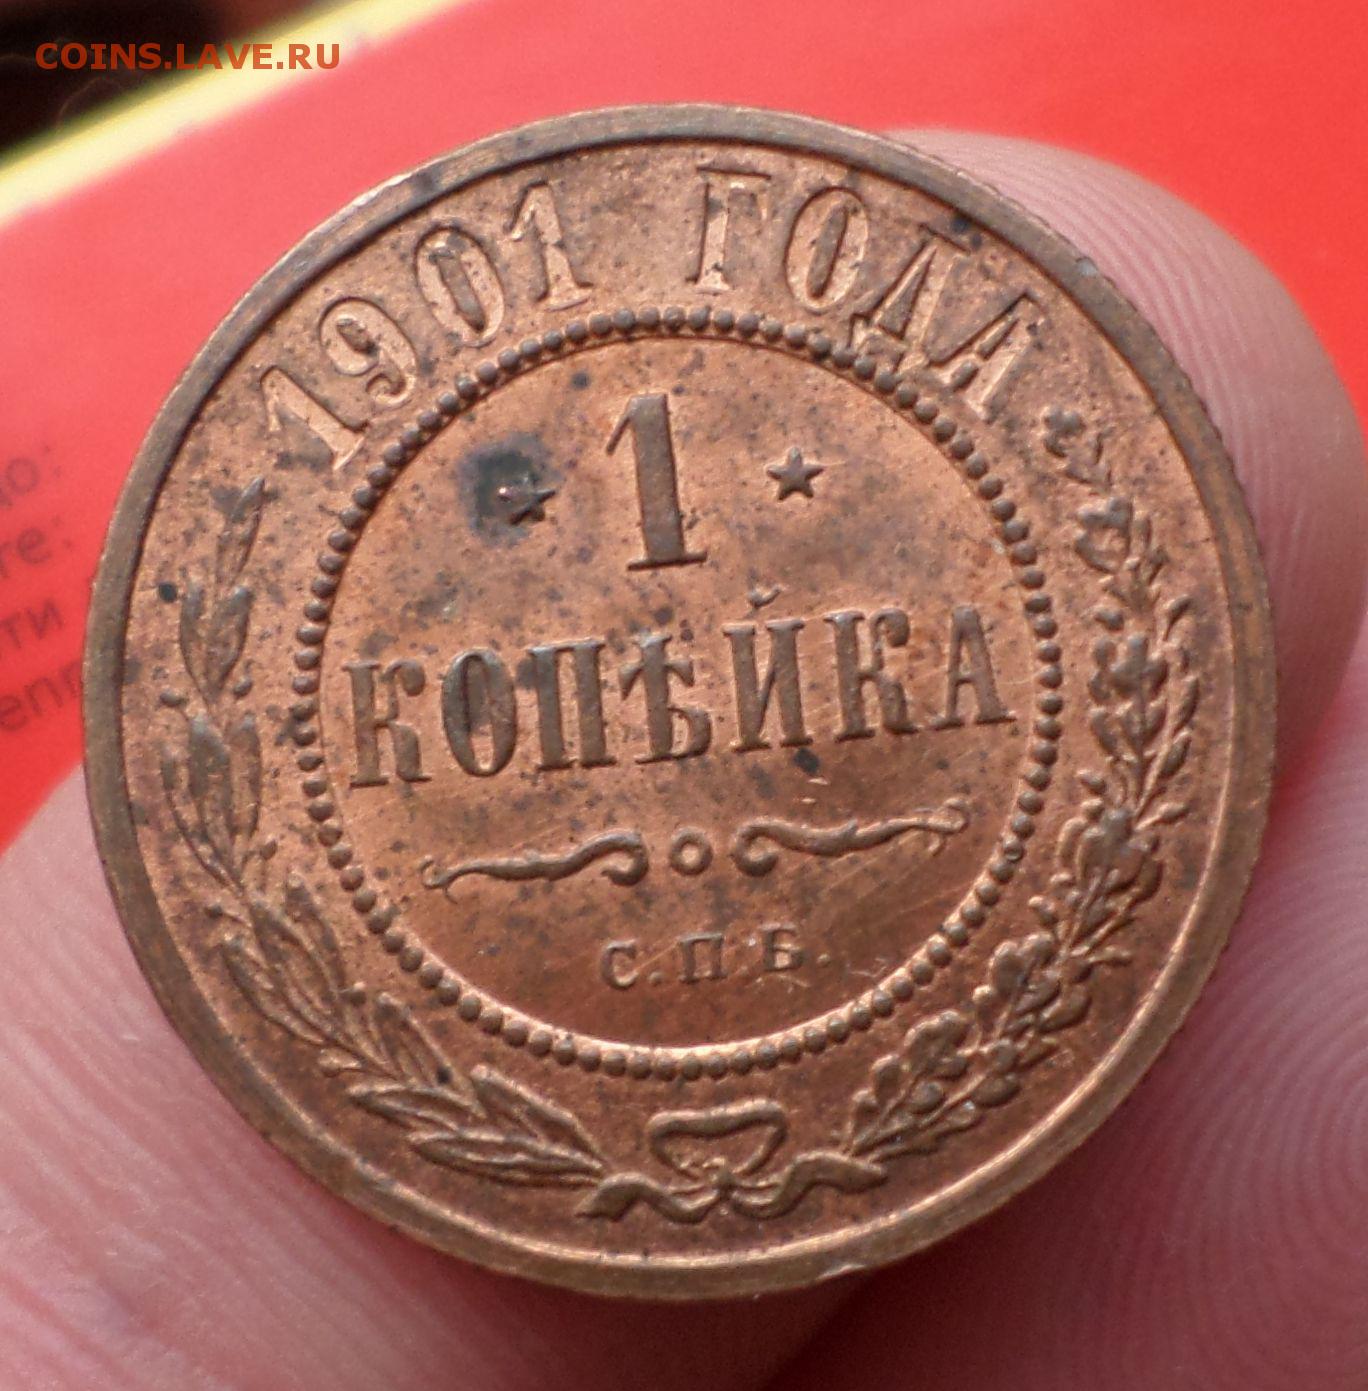 COINS.LAVE.RU
1901 ГОДА
* 1 *
КОПѢЙКА
С.П.Б.